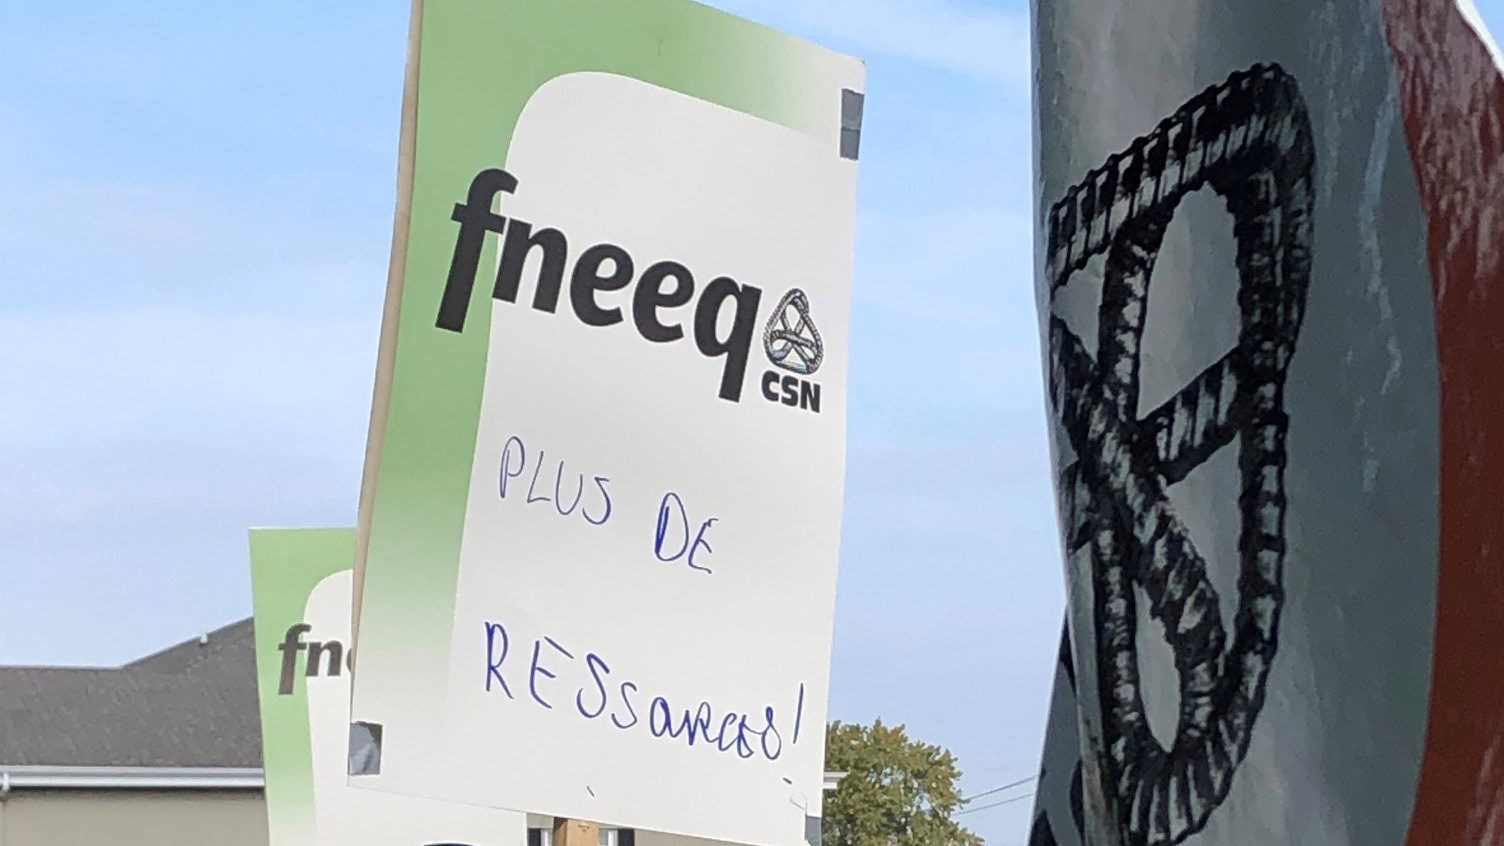 fneeq
CSN
PLUS DE
RESSOURCES!
fn